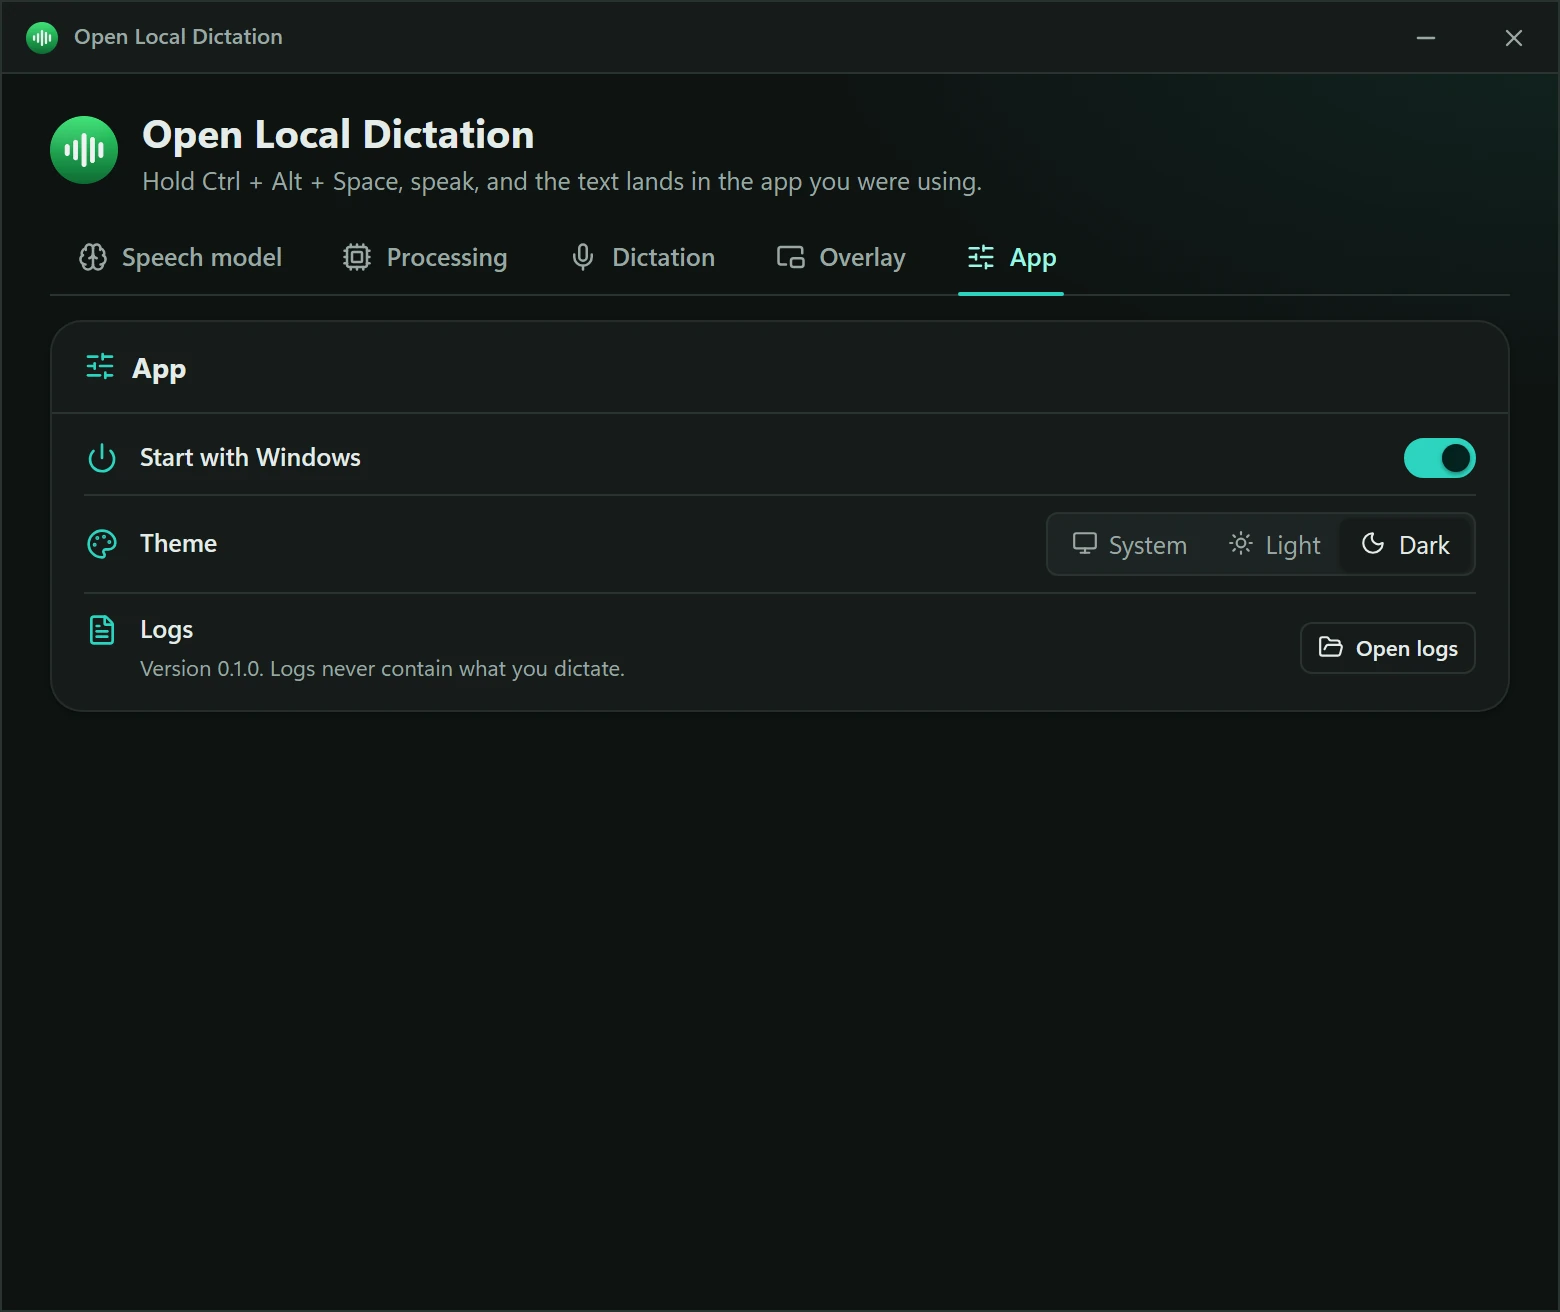 Open Local Dictation
Open Local Dictation
Hold Ctrl + Alt + Space, speak, and the text lands in the app you were using.
Speech model
Processing
Dictation
Overlay
App
App
Start with Windows
Theme
System
Light
Dark
Logs
Version 0.1.0. Logs never contain what you dictate.
Open logs